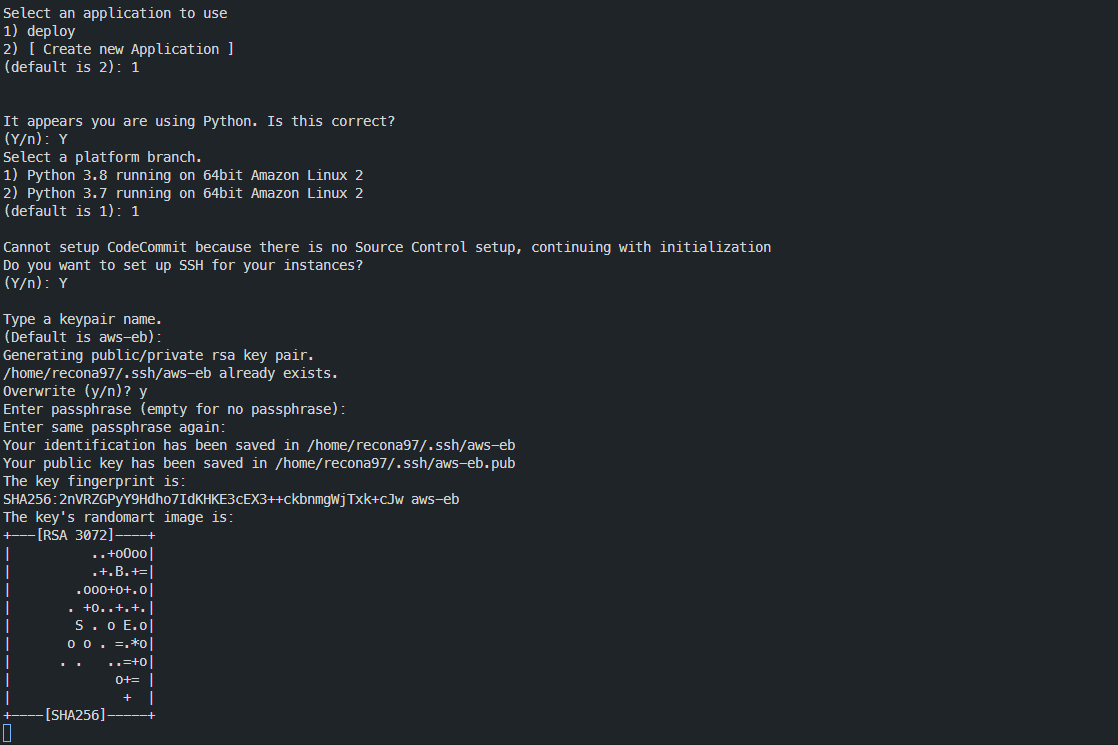 Select an application to use
1) deploy
2) [ Create new Application ]
(default is 2): 1


It appears you are using Python. Is this correct?
(Y/n): Y
Select a platform branch.
1) Python 3.8 running on 64bit Amazon Linux 2
2) Python 3.7 running on 64bit Amazon Linux 2
(default is 1): 1

Cannot setup CodeCommit because there is no Source Control setup, continuing with initialization
Do you want to set up SSH for your instances?
(Y/n): Y

Type a keypair name.
(Default is aws-eb):
Generating public/private rsa key pair.
/home/recona97/.ssh/aws-eb already exists.
Overwrite (y/n)? y
Enter passphrase (empty for no passphrase):
Enter same passphrase again:
Your identification has been saved in /home/recona97/.ssh/aws-eb
Your public key has been saved in /home/recona97/.ssh/aws-eb.pub
The key fingerprint is:
SHA256:2nVRZGPyY9Hdho7IdKHKE3cEX3++ckbnmgWjTxk+cJw aws-eb
The key's randomart image is:
+---[RSA 3072]----+
|          ..+oOoo|
|          .+.B.+=|
|        .ooo+o+.o|
|       . +o..+.+.|
|        S . o E.o|
|       o o . =.*o|
|      . .   ..=+o|
|             o+= |
|              +  |
+----[SHA256]-----+